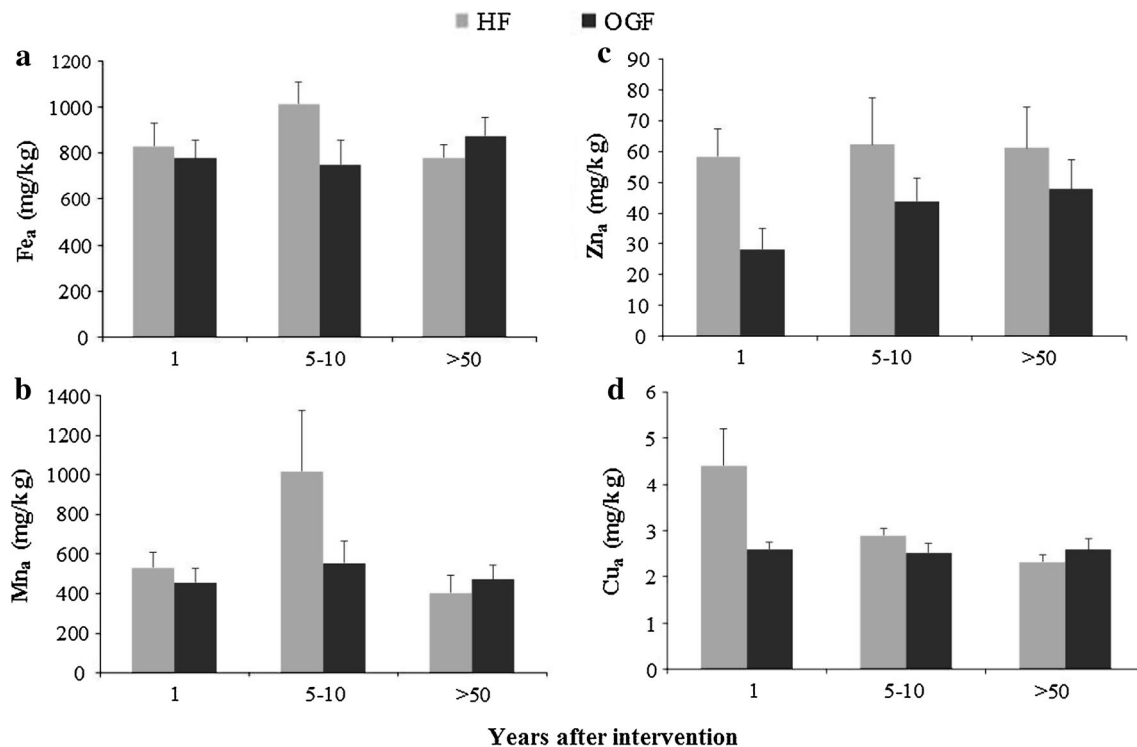 HF OGF
a
Feₐ (mg/kg)
1200
1000
800
600
400
200
0
1 5-10 >50
c
Znₐ (mg/kg)
90
80
70
60
50
40
30
20
10
0
1 5-10 >50
b
Mnₐ (mg/kg)
1400
1200
1000
800
600
400
200
0
1 5-10 >50
d
Cuₐ (mg/kg)
6
5
4
3
2
1
0
1 5-10 >50
Years after intervention